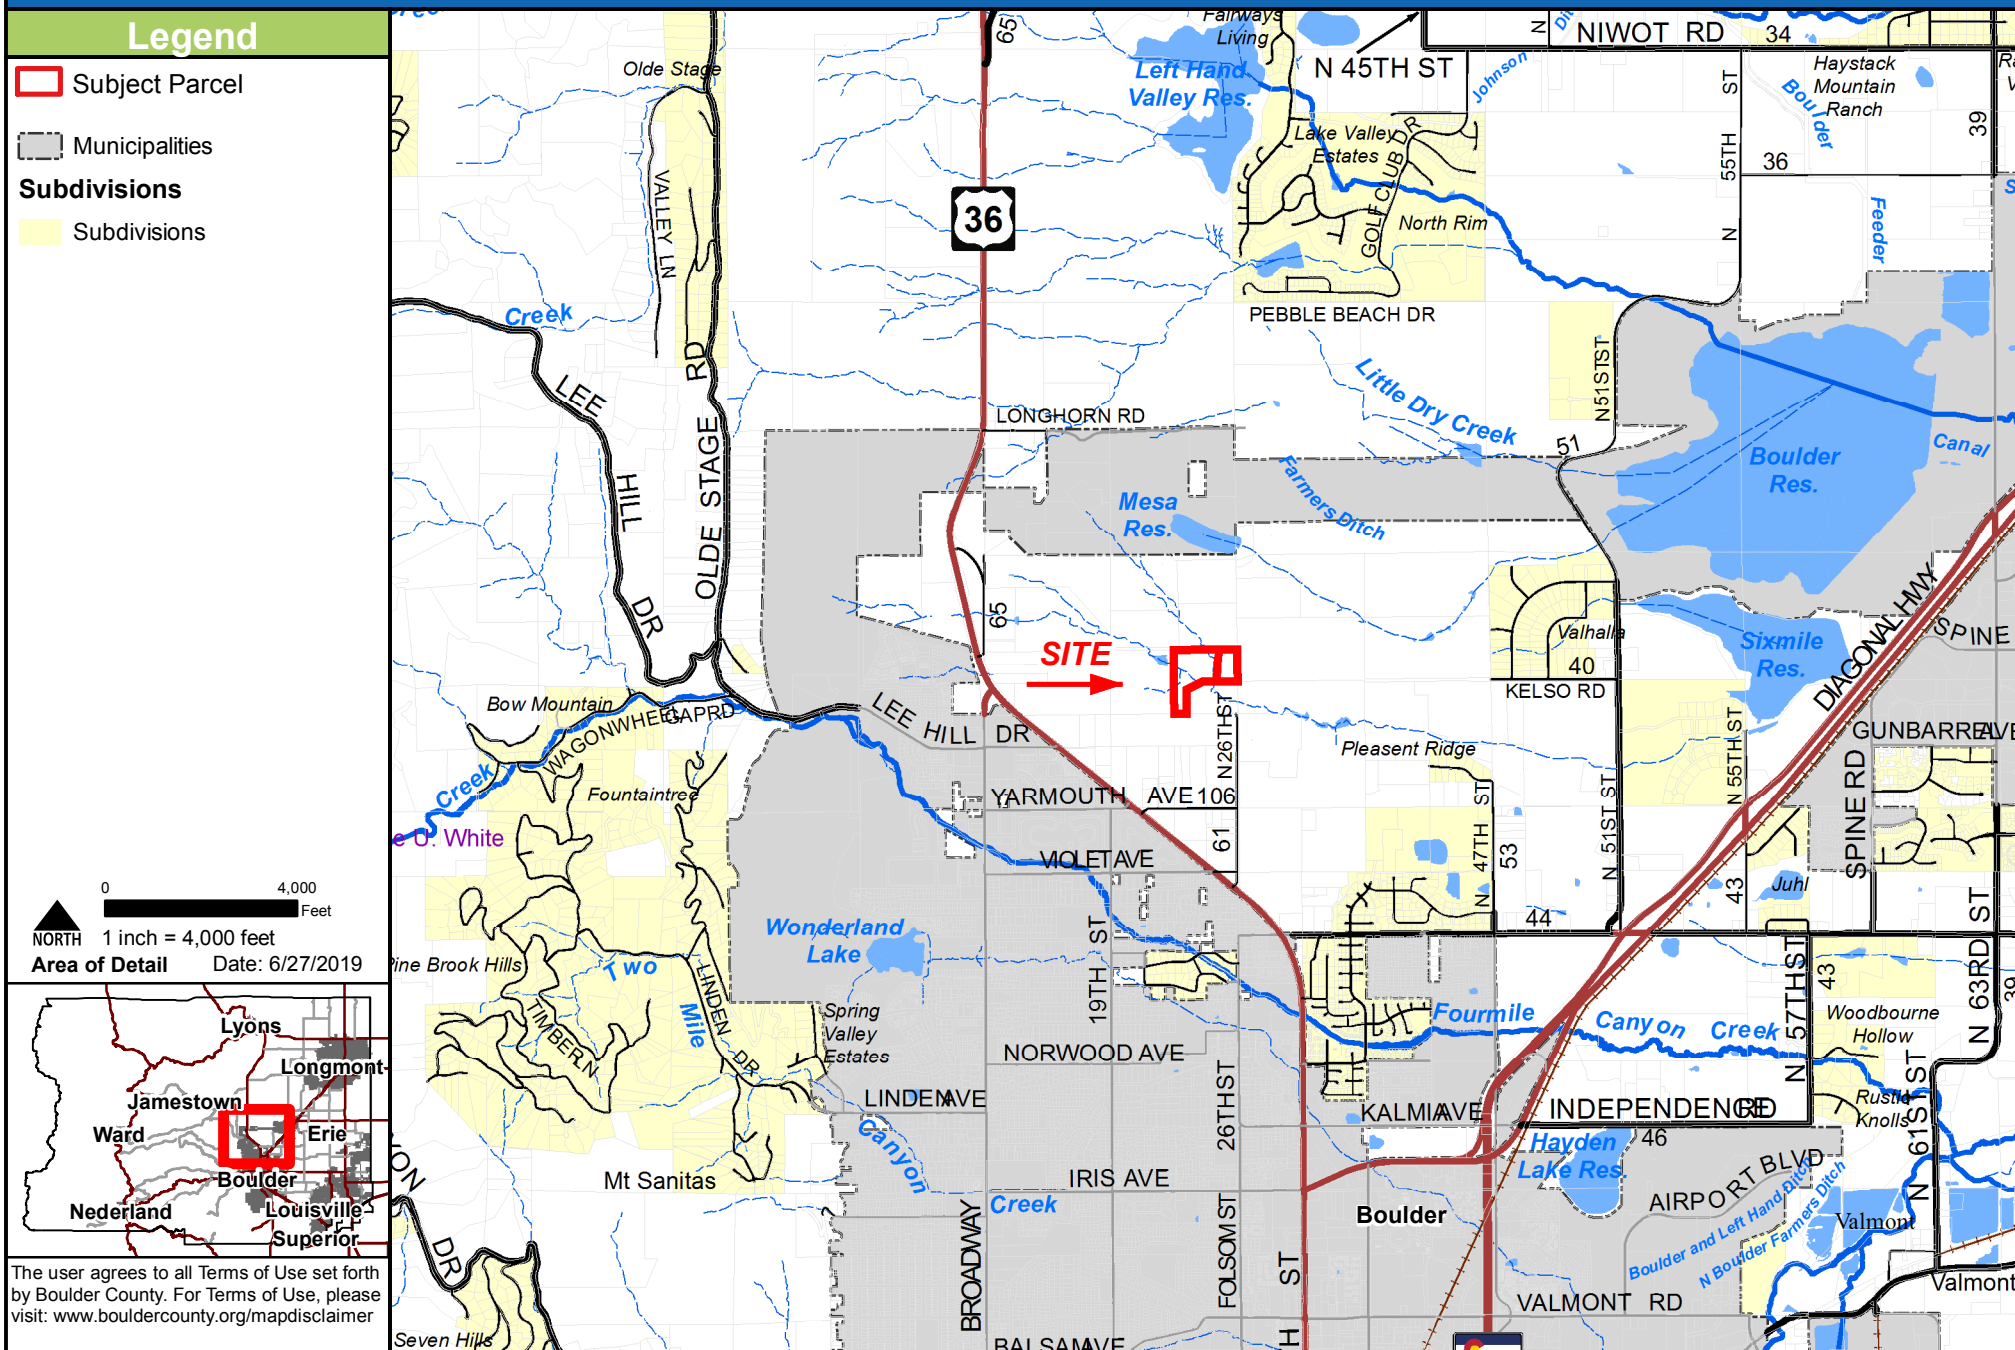 Legend
Subject Parcel
Municipalities
Subdivisions
Subdivisions
0 4,000
Feet
NORTH
1 inch = 4,000 feet
Area of Detail Date: 6/27/2019
Lyons
Longmont
Jamestown
Ward
Erie
Boulder
Nederland
Louisville
Superior
The user agrees to all Terms of Use set forth
by Boulder County. For Terms of Use, please
visit: www.bouldercounty.org/mapdisclaimer
Olde Stage
VALLEY LN
Creek
LEE
HILL
DR
OLDE STAGE RD
65
36
Left Hand
Valley Res.
Fairways
Living
N 45TH ST
NIWOT RD
34
Johnson
Lake Valley
Estates
GOLF CLUB DR
North Rim
PEBBLE BEACH DR
N 55TH ST
Haystack
Mountain
Ranch
Boulder
Feeder
36
39
LONGHORN RD
Little Dry Creek
N 51ST ST
51
Boulder
Res.
Canal
Mesa
Res.
Farmers Ditch
65
SITE
Valhalla
40
KELSO RD
Sixmile
Res.
DIAGONAL HWY
SPINE
Bow Mountain
WAGONWHEEL GAP RD
LEE HILL DR
N 26TH ST
Pleasent Ridge
N 55TH ST
GUNBARREL AVE
Creek
Fountaintree
e U. White
YARMOUTH AVE
106
61
VIOLET AVE
N 47TH ST
53
N 51ST ST
SPINE RD
43
Juhl
44
Wonderland
Lake
19TH ST
Pine Brook Hills
Two
Mile
LINDEN
DR
TIMBER LN
Spring
Valley
Estates
Fourmile
Canyon Creek
N 57TH ST
43
N 63RD ST
39
Woodbourne
Hollow
NORWOOD AVE
LINDEN AVE
26TH ST
KALMIA AVE
INDEPENDENCE RD
Rustic
Knolls
N 61ST ST
Canyon
Creek
Mt Sanitas
IRIS AVE
Hayden
Lake Res.
46
AIRPORT BLVD
Boulder and Left Hand Ditch
N Boulder Farmers Ditch
Valmont
Boulder
BROADWAY
FOLSOM ST
ST
H
VALMONT RD
Valmont
YON
DR
Seven Hills
BALSAM AVE